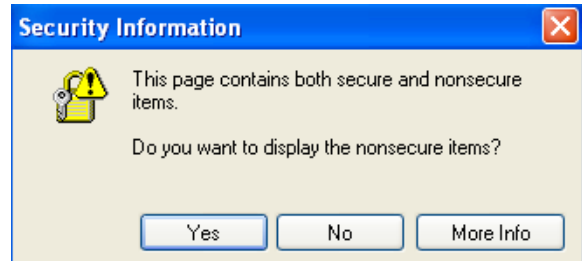 Security Information
This page contains both secure and nonsecure
items.
Do you want to display the nonsecure items?
Yes
No
More Info